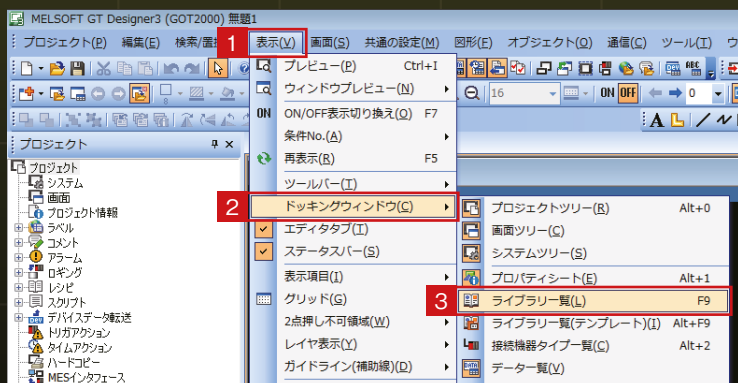 MELSOFT GT Designer3 (GOT2000) 無題1
プロジェクト(P) 編集(E) 検索/置 1 表示(V) 画面(S) 共通の設定(M) 図形(F) オブジェクト(O) 通信(C) ツール(T) ウ
プレビュー(P) Ctrl+I
ウィンドウプレビュー(N)
16 ON OFF 0
ON ON/OFF表示切り換え(O) F7
条件No.(A)
A
プロジェクト
再表示(R) F5
プロジェクト
システム
ツールバー(T)
画面
2 ドッキングウィンドウ(C)
プロジェクトツリー(R) Alt+0
プロジェクト情報
エディタタブ(T)
画面ツリー(C)
ラベル
コメント
ステータスバー(S)
システムツリー(S)
アラーム
表示項目(I)
プロパティシート(E) Alt+1
ロギング
レシピ
グリッド(G)
3 ライブラリ一覧(L) F9
スクリプト
デバイスデータ転送
2点押し不可領域(W)
ライブラリ一覧(テンプレート)(I) Alt+F9
トリガアクション
タイムアクション
レイヤ表示(Y)
接続機器タイプ一覧(C) Alt+2
ハードコピー
ガイドライン(補助線)(D)
データ一覧(V)
MESインタフェース